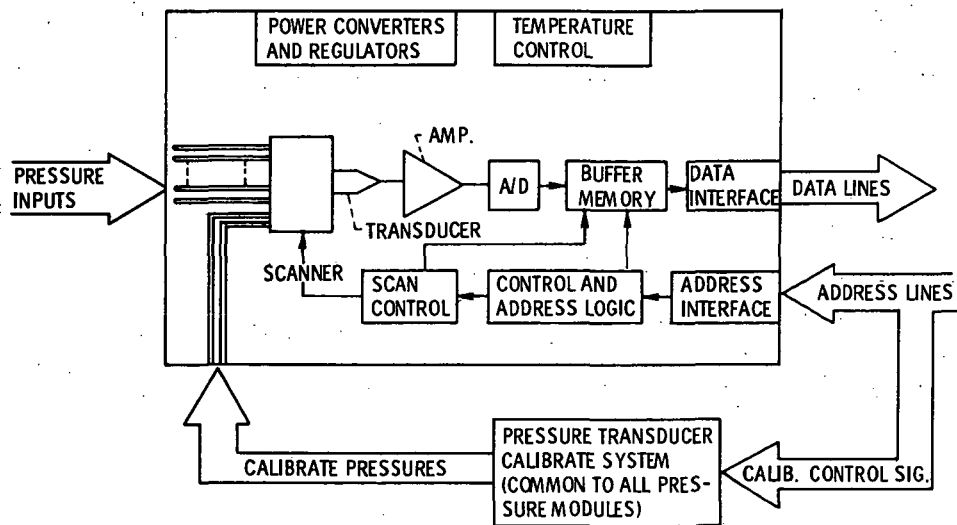 POWER CONVERTERS
AND REGULATORS
TEMPERATURE
CONTROL
AMP.
PRESSURE
INPUTS
A/D
BUFFER
MEMORY
DATA
INTERFACE
DATA LINES
TRANSDUCER
SCANNER
SCAN
CONTROL
CONTROL AND
ADDRESS LOGIC
ADDRESS
INTERFACE
ADDRESS LINES
PRESSURE TRANSDUCER
CALIBRATE SYSTEM
(COMMON TO ALL PRES-
SURE MODULES)
CALIBRATE PRESSURES
CALIB. CONTROL SIG.